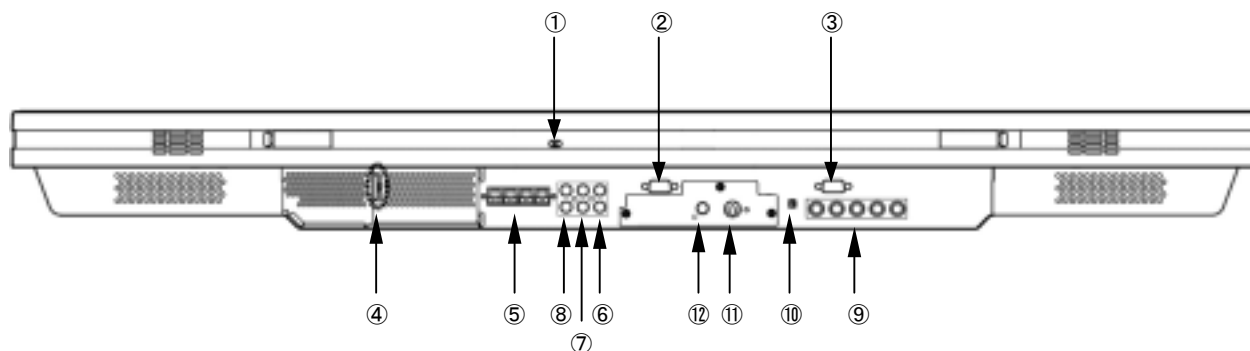 ① ② ③
④ ⑤ ⑧ ⑥ ⑫ ⑪ ⑩ ⑨
⑦